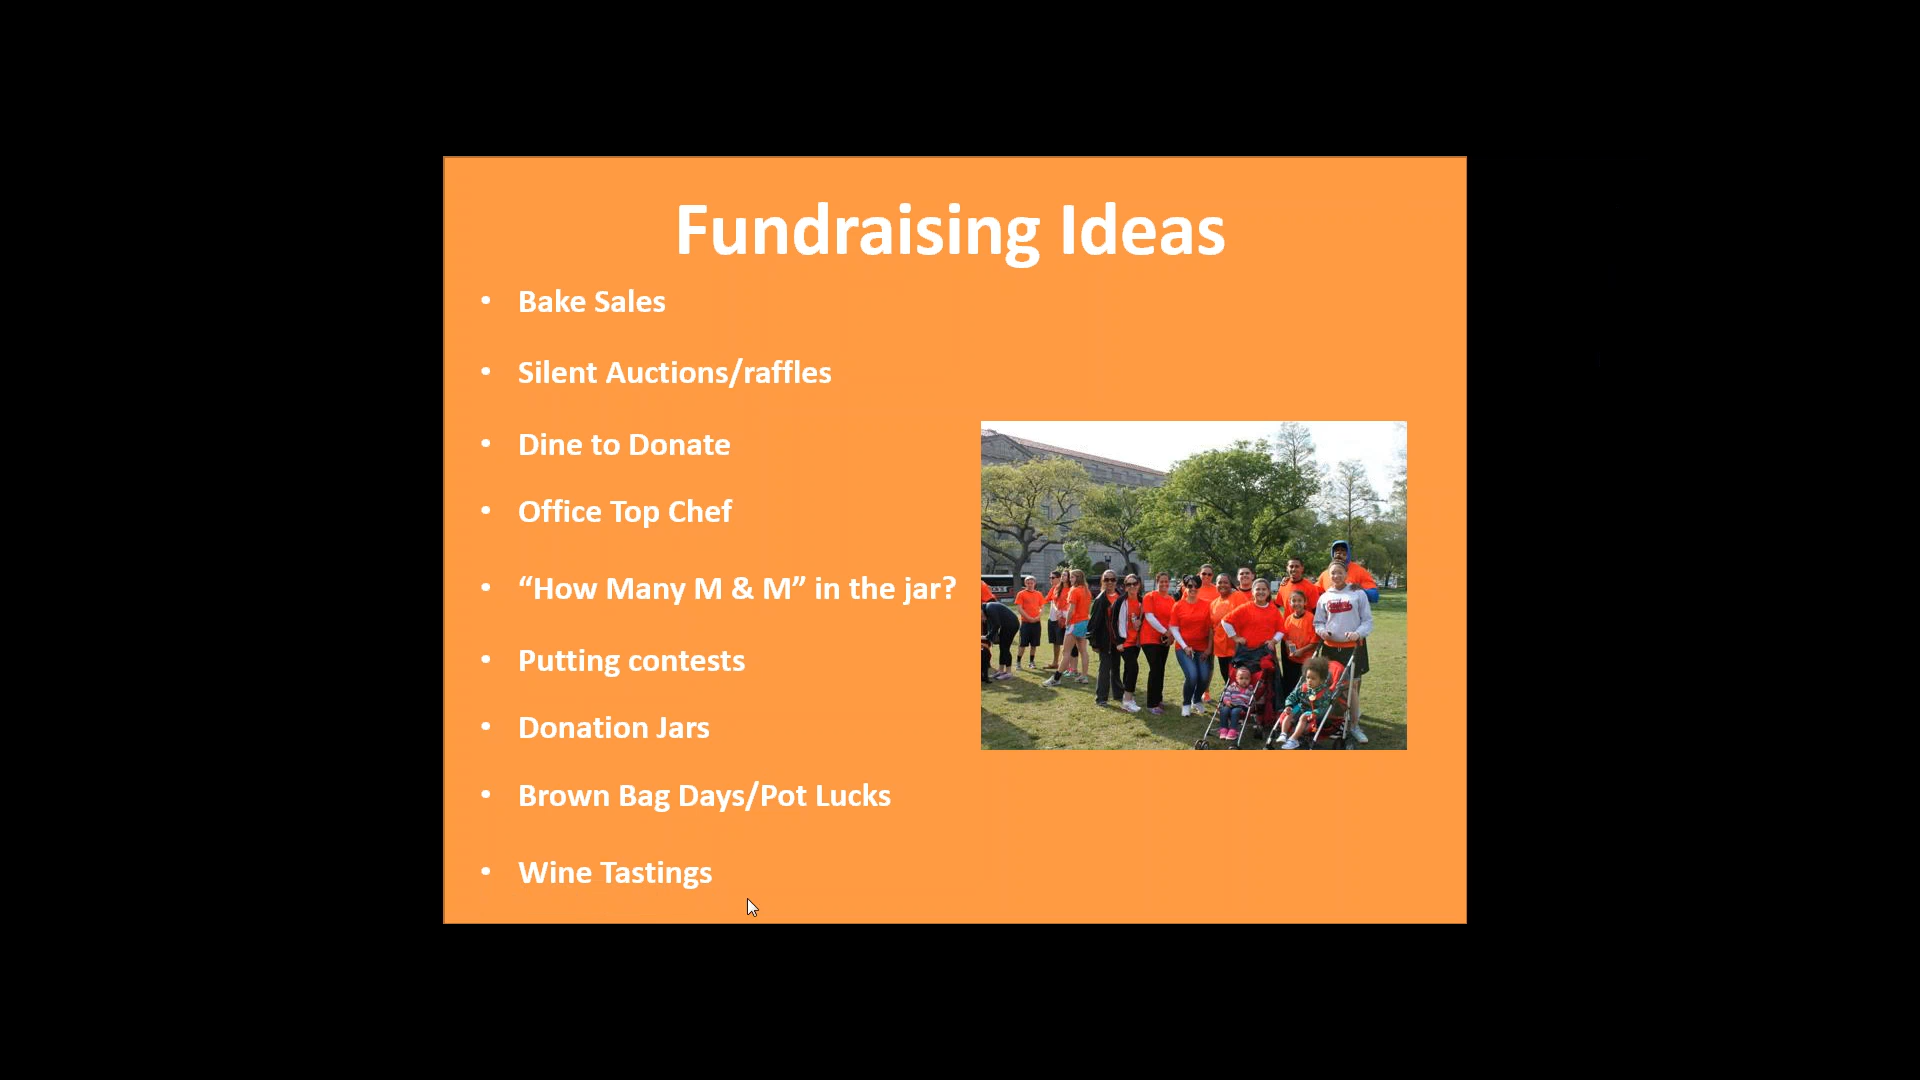 Fundraising Ideas
• Bake Sales
• Silent Auctions/raffles
• Dine to Donate
• Office Top Chef
• “How Many M & M” in the jar?
• Putting contests
• Donation Jars
• Brown Bag Days/Pot Lucks
• Wine Tastings